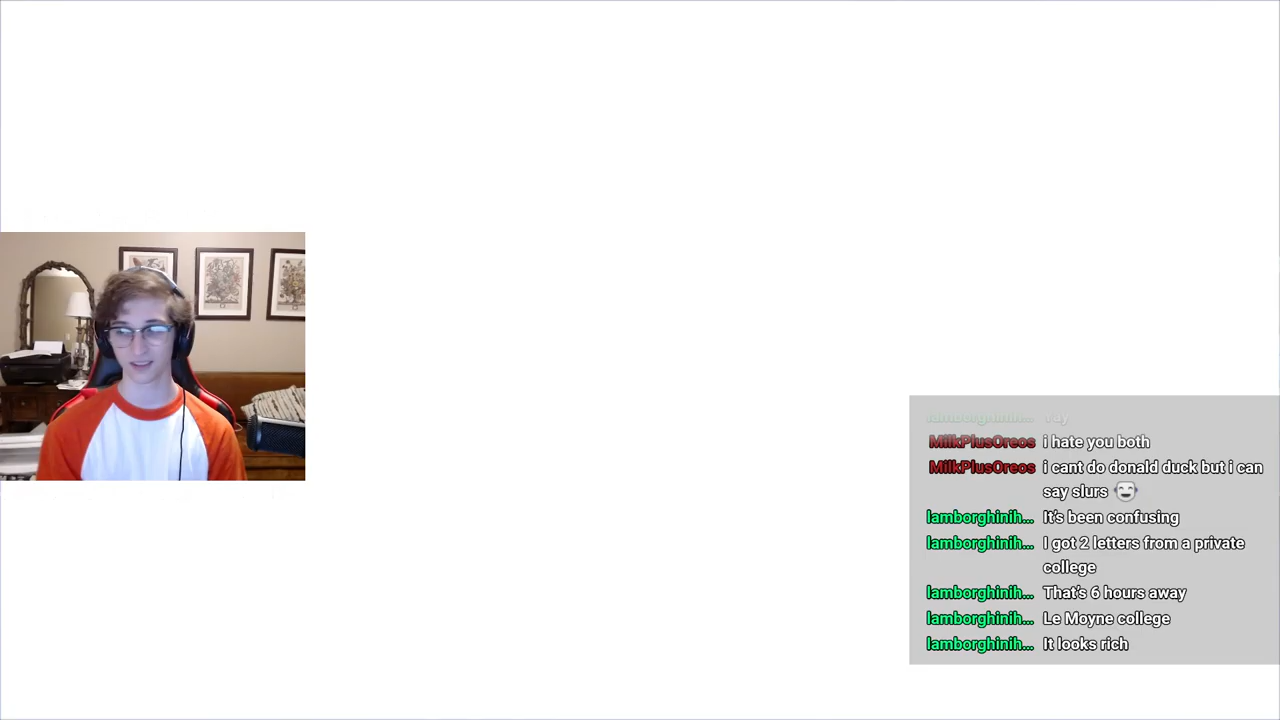 MilkPlusOreos i hate you both
MilkPlusOreos i cant do donald duck but i can
say slurs
lamborghinih... It's been confusing
lamborghinih... I got 2 letters from a private
college
lamborghinih... That's 6 hours away
lamborghinih... Le Moyne college
lamborghinih... It looks rich